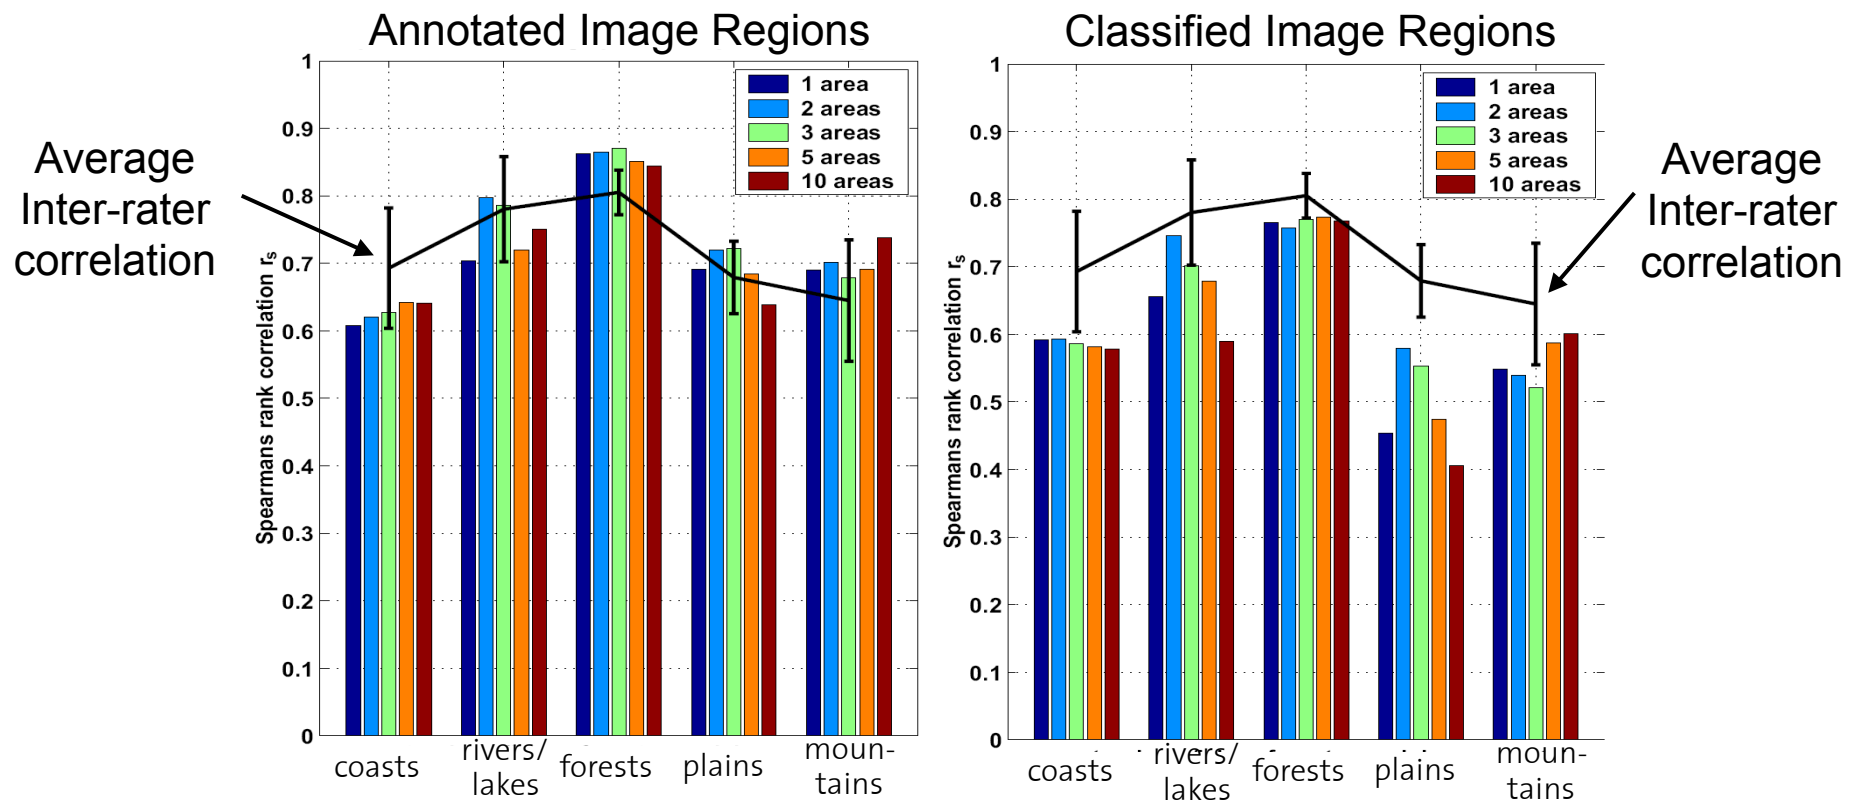 Annotated Image Regions
Average
Inter-rater
correlation
Spearmans rank correlation rs
1
0.9
0.8
0.7
0.6
0.5
0.4
0.3
0.2
0.1
0
1 area
2 areas
3 areas
5 areas
10 areas
coasts
rivers/
lakes
forests
plains
moun-
tains
Classified Image Regions
Spearmans rank correlation rs
1
0.9
0.8
0.7
0.6
0.5
0.4
0.3
0.2
0.1
0
1 area
2 areas
3 areas
5 areas
10 areas
Average
Inter-rater
correlation
coasts
rivers/
lakes
forests
plains
moun-
tains